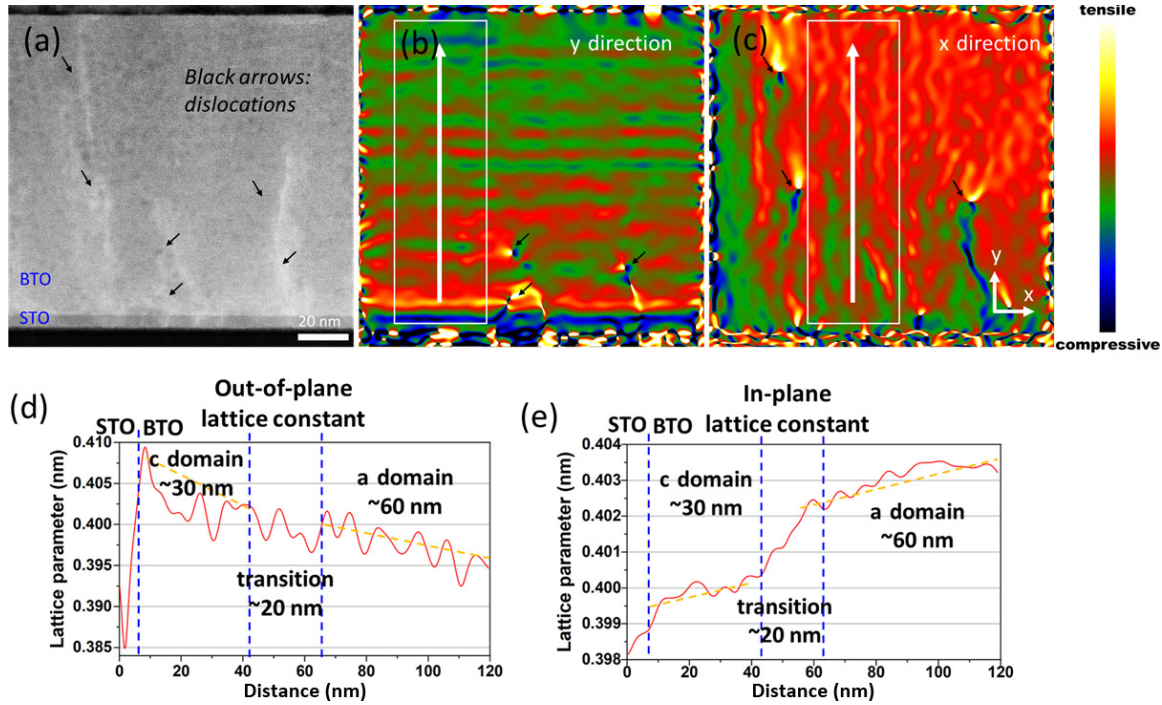 (a)
Black arrows:
dislocations
BTO
STO
20 nm
(b)
y direction
(c)
x direction
y
x
tensile
compressive
(d)
Out-of-plane
lattice constant
STO BTO
c domain
~30 nm
a domain
~60 nm
transition
~20 nm
Lattice parameter (nm)
0.410
0.405
0.400
0.395
0.390
0.385
0 20 40 60 80 100 120
Distance (nm)
(e)
In-plane
lattice constant
STO BTO
c domain
~30 nm
a domain
~60 nm
transition
~20 nm
Lattice parameter (nm)
0.404
0.403
0.402
0.401
0.400
0.399
0.398
0 20 40 60 80 100 120
Distance (nm)